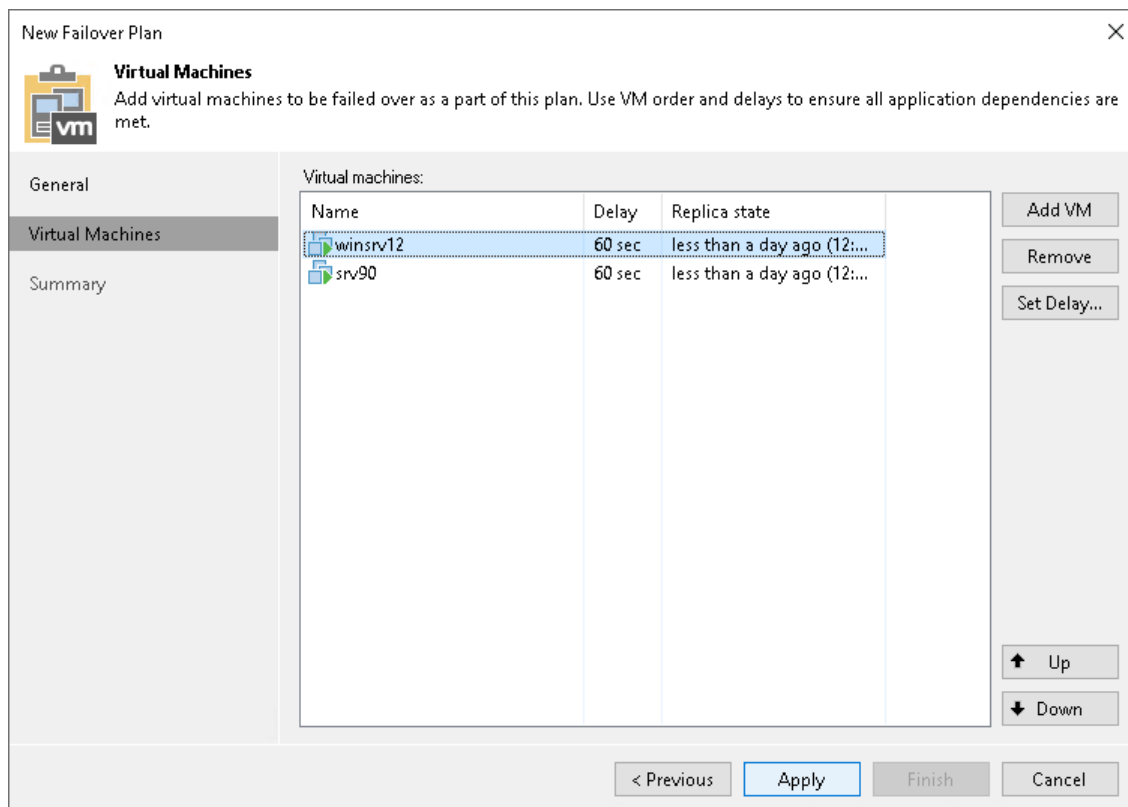 New Failover Plan
Virtual Machines
Add virtual machines to be failed over as a part of this plan. Use VM order and delays to ensure all application dependencies are
met.
vm
General
Virtual Machines
Summary
Virtual machines:
Name Delay Replica state
winsrv12 60 sec less than a day ago (12:...
srv90 60 sec less than a day ago (12:...
Add VM
Remove
Set Delay...
Up
Down
< Previous Apply Finish Cancel